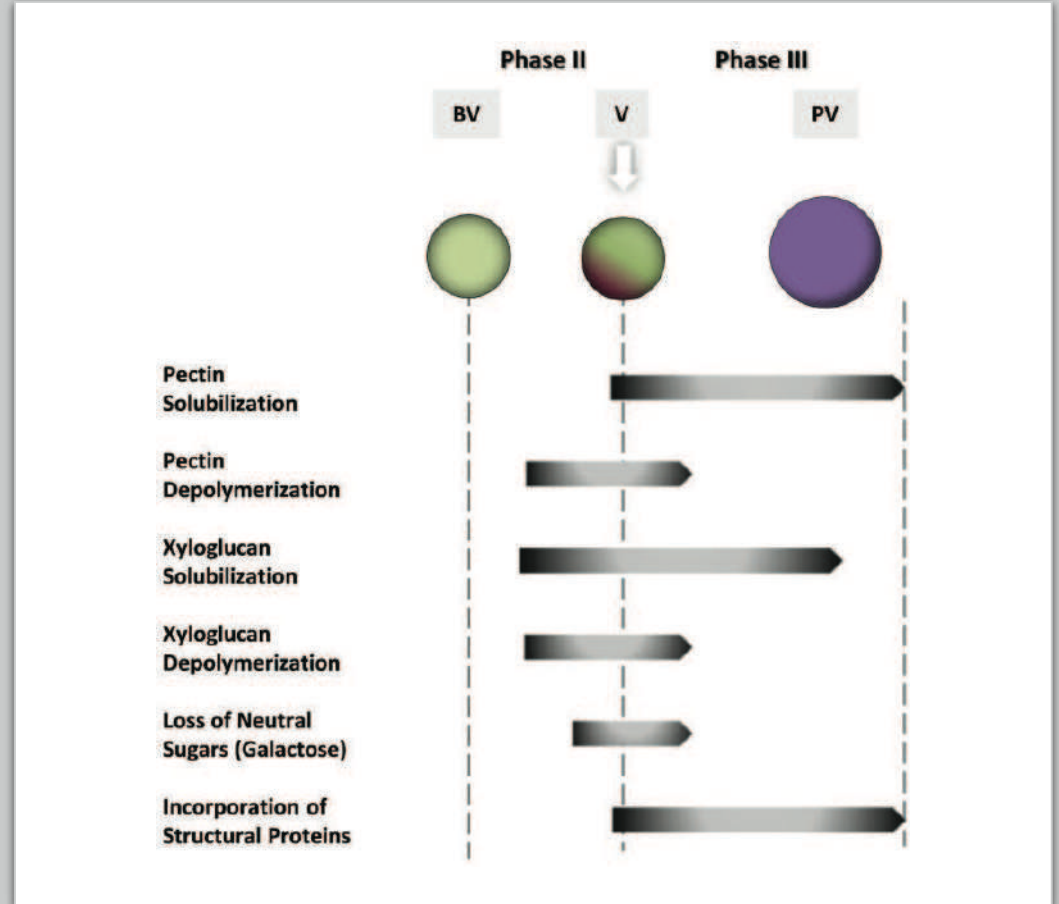 Phase II
Phase III
BV
V
PV
Pectin
Solubilization
Pectin
Depolymerization
Xyloglucan
Solubilization
Xyloglucan
Depolymerization
Loss of Neutral
Sugars (Galactose)
Incorporation of
Structural Proteins